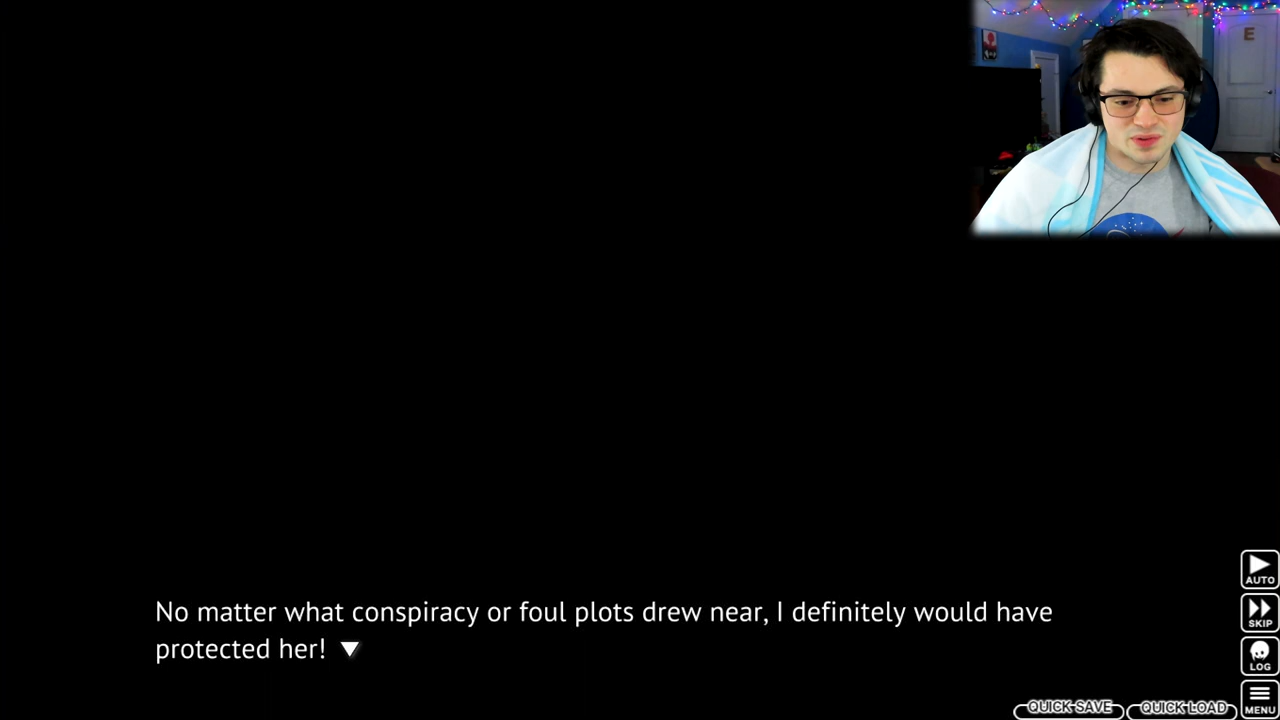 E
No matter what conspiracy or foul plots drew near, I definitely would have
protected her!
AUTO
SKIP
LOG
MENU
QUICK SAVE
QUICK LOAD